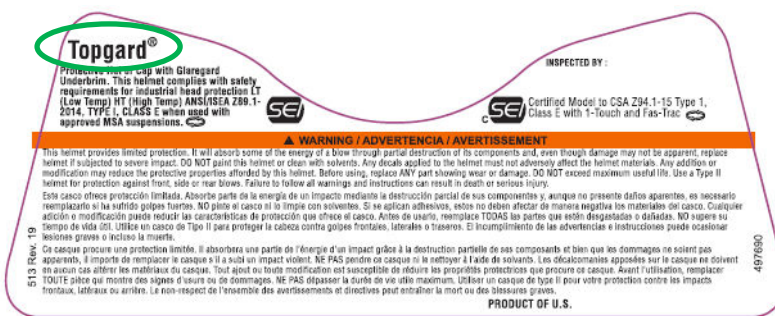 Topgard®
Protective Hat or Cap with Glaregard
Underbrim. This helmet complies with safety
requirements for industrial head protection LT
(Low Temp) HT (High Temp) ANSI/ISEA Z89.1-
2014, TYPE I, CLASS E when used with
approved MSA suspensions.
SEI
INSPECTED BY :
C SEI
Certified Model to CSA Z94.1-15 Type 1,
Class E with 1-Touch and Fas-Trac
▲ WARNING / ADVERTENCIA / AVERTISSEMENT
This helmet provides limited protection. It will absorb some of the energy of a blow through partial destruction of its components and, even though damage may not be apparent, replace
helmet if subjected to severe impact. DO NOT paint this helmet or clean with solvents. Any decals applied to the helmet must not adversely affect the helmet materials. Any addition or
modification may reduce the protective properties afforded by this helmet. Before using, replace ANY part showing wear or damage. DO NOT exceed maximum useful life. Use a Type II
helmet for protection against front, side or rear blows. Failure to follow all warnings and instructions can result in death or serious injury.
Este casco ofrece protección limitada. Absorbe parte de la energía de un impacto mediante la destrucción parcial de sus componentes y, aunque no presente daños aparentes, es necesario
reemplazarlo si ha sufrido golpes fuertes. NO pinte el casco ni lo limpie con solventes. Si se aplican adhesivos, estos no deben afectar de manera negativa los materiales del casco. Cualquier
adición o modificación puede reducir las características de protección que ofrece el casco. Antes de usarlo, reemplace TODAS las partes que estén desgastadas o dañadas. NO supere su
tiempo de vida útil. Utilice un casco de Tipo II para proteger la cabeza contra golpes frontales, laterales o traseros. El incumplimiento de las advertencias e instrucciones puede ocasionar
lesiones graves o incluso la muerte.
Ce casque procure une protection limitée. Il absorbera une partie de l'énergie d'un impact grâce à la destruction partielle de ses composants et bien que les dommages ne soient pas
apparents, il importe de remplacer le casque s'il a subi un impact violent. NE PAS peindre ce casque ni le nettoyer à l'aide de solvants. Les décalcomanies apposées sur le casque ne doivent
en aucun cas altérer les matériaux du casque. Tout ajout ou toute modification est susceptible de réduire les propriétés protectrices que procure ce casque. Avant l'utilisation, remplacer
TOUTE pièce qui montre des signes d'usure ou de dommages. NE PAS dépasser la durée de vie utile maximum. Utiliser un casque de type II pour votre protection contre les impacts
frontaux, latéraux ou arrière. Le non-respect de l'ensemble des avertissements et directives peut entraîner la mort ou des blessures graves.
PRODUCT OF U.S.
513 Rev. 19
497690